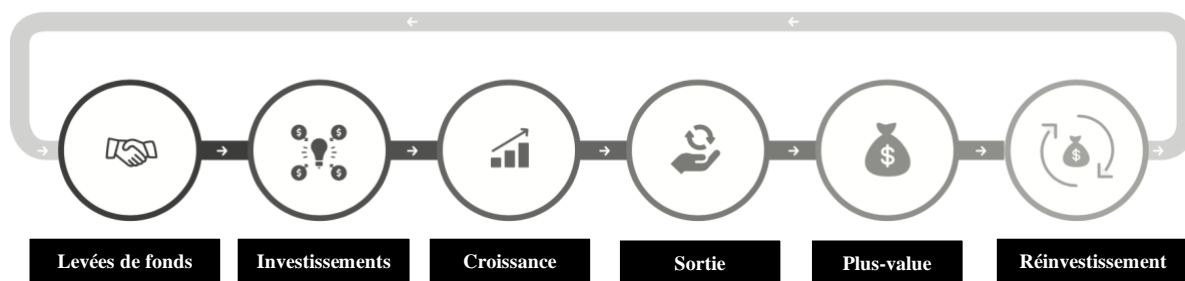 Levées de fonds
Investissements
Croissance
Sortie
Plus-value
Réinvestissement